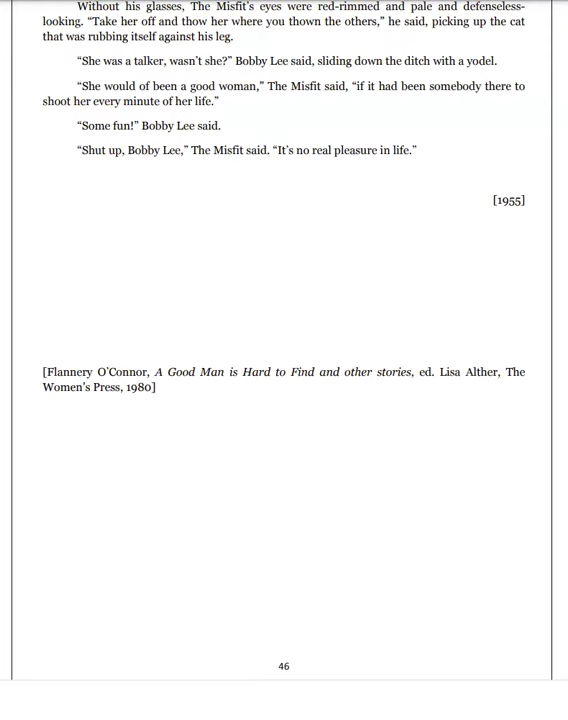 Without his glasses, The Misfit's eyes were red-rimmed and pale and defenseless-
looking. “Take her off and thow her where you thown the others,” he said, picking up the cat
that was rubbing itself against his leg.
“She was a talker, wasn't she?” Bobby Lee said, sliding down the ditch with a yodel.
“She would of been a good woman,” The Misfit said, “if it had been somebody there to
shoot her every minute of her life.”
“Some fun!” Bobby Lee said.
“Shut up, Bobby Lee,” The Misfit said. “It's no real pleasure in life.”
[1955]
[Flannery O'Connor, A Good Man is Hard to Find and other stories, ed. Lisa Alther, The
Women's Press, 1980]
46